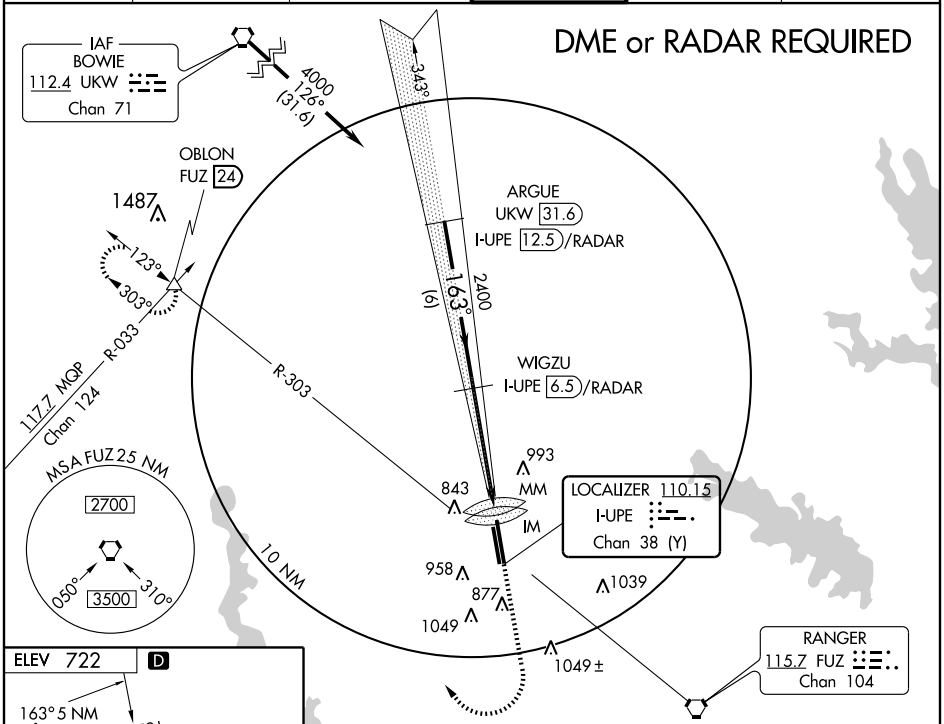 DME or RADAR REQUIRED
IAF
BOWIE
112.4 UKW
Chan 71
4000
126°
(31.6)
343°
OBLON
FUZ 24
1487
123°
303°
ARGUE
UKW 31.6
I-UPE 12.5/RADAR
2400
163°
(6)
R-033
117.7 MQP
Chan 124
R-303
WIGZU
I-UPE 6.5/RADAR
MSA FUZ 25 NM
2700
050°
310°
3500
993
843
MM
IM
LOCALIZER 110.15
I-UPE
Chan 38 (Y)
10 NM
958
877
1039
1049
1049 ±
RANGER
115.7 FUZ
Chan 104
ELEV 722
D
163° 5 NM